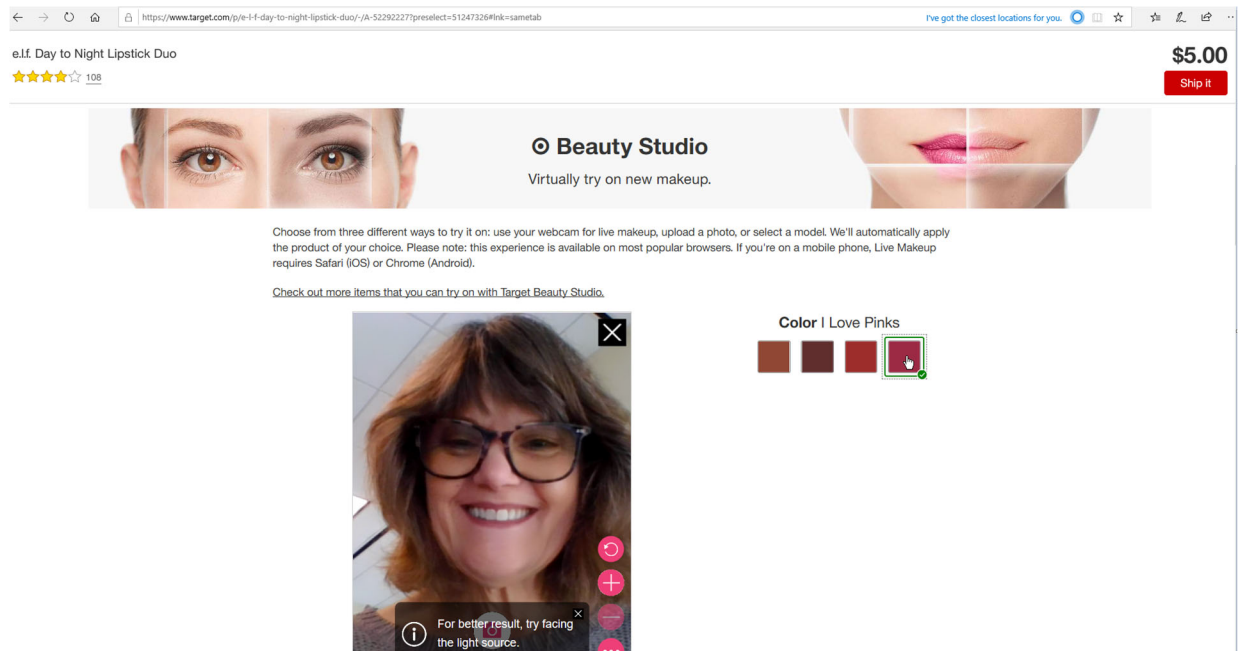 https://www.target.com/p/e-l-f-day-to-night-lipstick-duo/-/A-52292227?preselect=51247326#lnk=sametab
I've got the closest locations for you.
e.l.f. Day to Night Lipstick Duo
$5.00
108
Ship it
Beauty Studio
Virtually try on new makeup.
Choose from three different ways to try it on: use your webcam for live makeup, upload a photo, or select a model. We'll automatically apply
the product of your choice. Please note: this experience is available on most popular browsers. If you're on a mobile phone, Live Makeup
requires Safari (iOS) or Chrome (Android).
Check out more items that you can try on with Target Beauty Studio.
Color I Love Pinks
For better result, try facing
the light source.